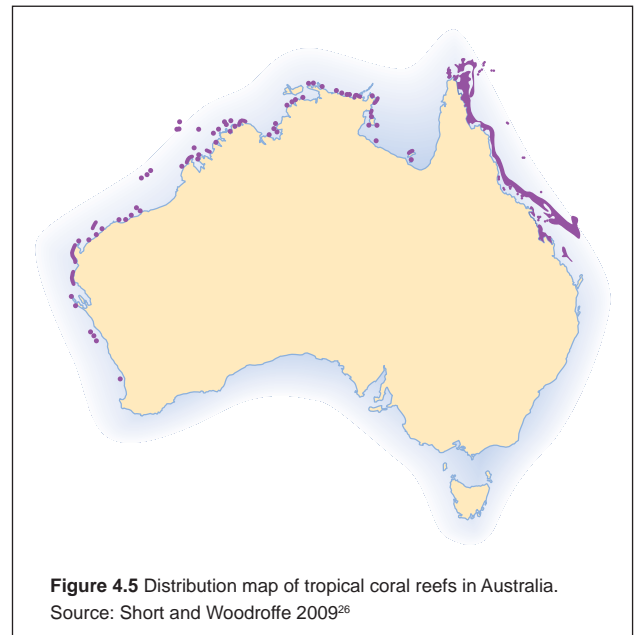 Figure 4.5 Distribution map of tropical coral reefs in Australia.
Source: Short and Woodroffe 2009²⁶